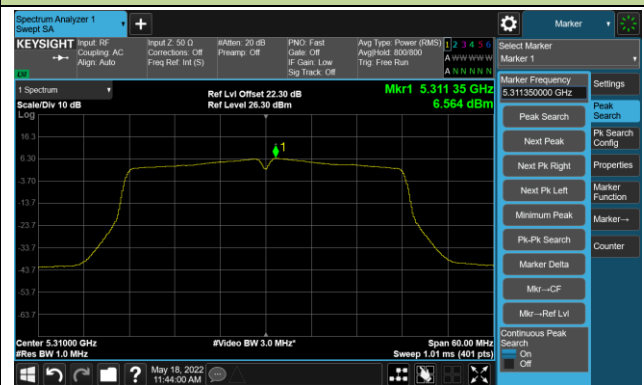 Spectrum Analyzer 1
Swept SA
Marker
KEYSIGHT
Input: RF
Coupling: AC
Align: Auto
Input Z: 50 Ω
Corrections: Off
Freq Ref: Int (S)
#Atten: 20 dB
Preamp: Off
PNO: Fast
Gate: Off
IF Gain: Low
Sig Track: Off
Avg Type: Power (RMS)
Avg|Hold: 800/800
Trig: Free Run
1 2 3 4 5 6
A W W W W W
A N N N N N
Select Marker
Marker 1
1 Spectrum
Scale/Div 10 dB
Log
Ref Lvl Offset 22.30 dB
Ref Level 26.30 dBm
Mkr1 5.311 35 GHz
6.564 dBm
16.3
6.30
-3.70
-13.7
-23.7
-33.7
-43.7
-53.7
-63.7
1
Center 5.31000 GHz
#Res BW 1.0 MHz
#Video BW 3.0 MHz*
Span 60.00 MHz
Sweep 1.01 ms (401 pts)
Marker Frequency
5.311350000 GHz
Peak Search
Next Peak
Next Pk Right
Next Pk Left
Minimum Peak
Pk-Pk Search
Marker Delta
Mkr→CF
Mkr→Ref Lvl
Continuous Peak
Search
On
Off
Settings
Peak
Search
Pk Search
Config
Properties
Marker
Function
Marker→
Counter
May 18, 2022
11:44:00 AM